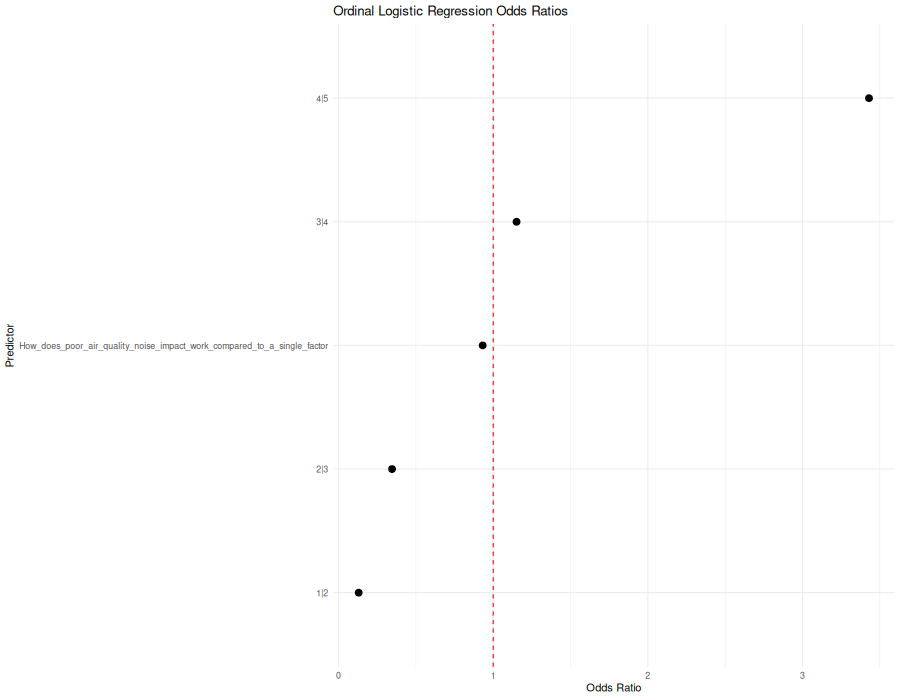 Ordinal Logistic Regression Odds Ratios
Predictor
4|5
3|4
How_does_poor_air_quality_noise_impact_work_compared_to_a_single_factor
2|3
1|2
0 1 2 3
Odds Ratio